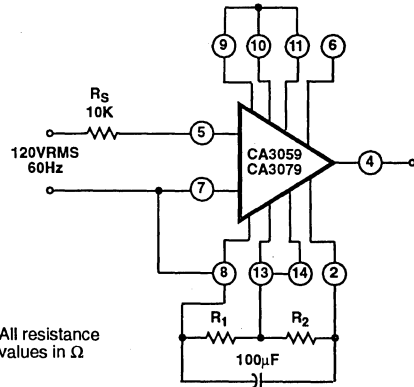 9 10 11 6
RS
10K
5
120VRMS
60Hz
7
CA3059
CA3079
4
8 13 14 2
R1 R2
100μF
All resistance
values in Ω